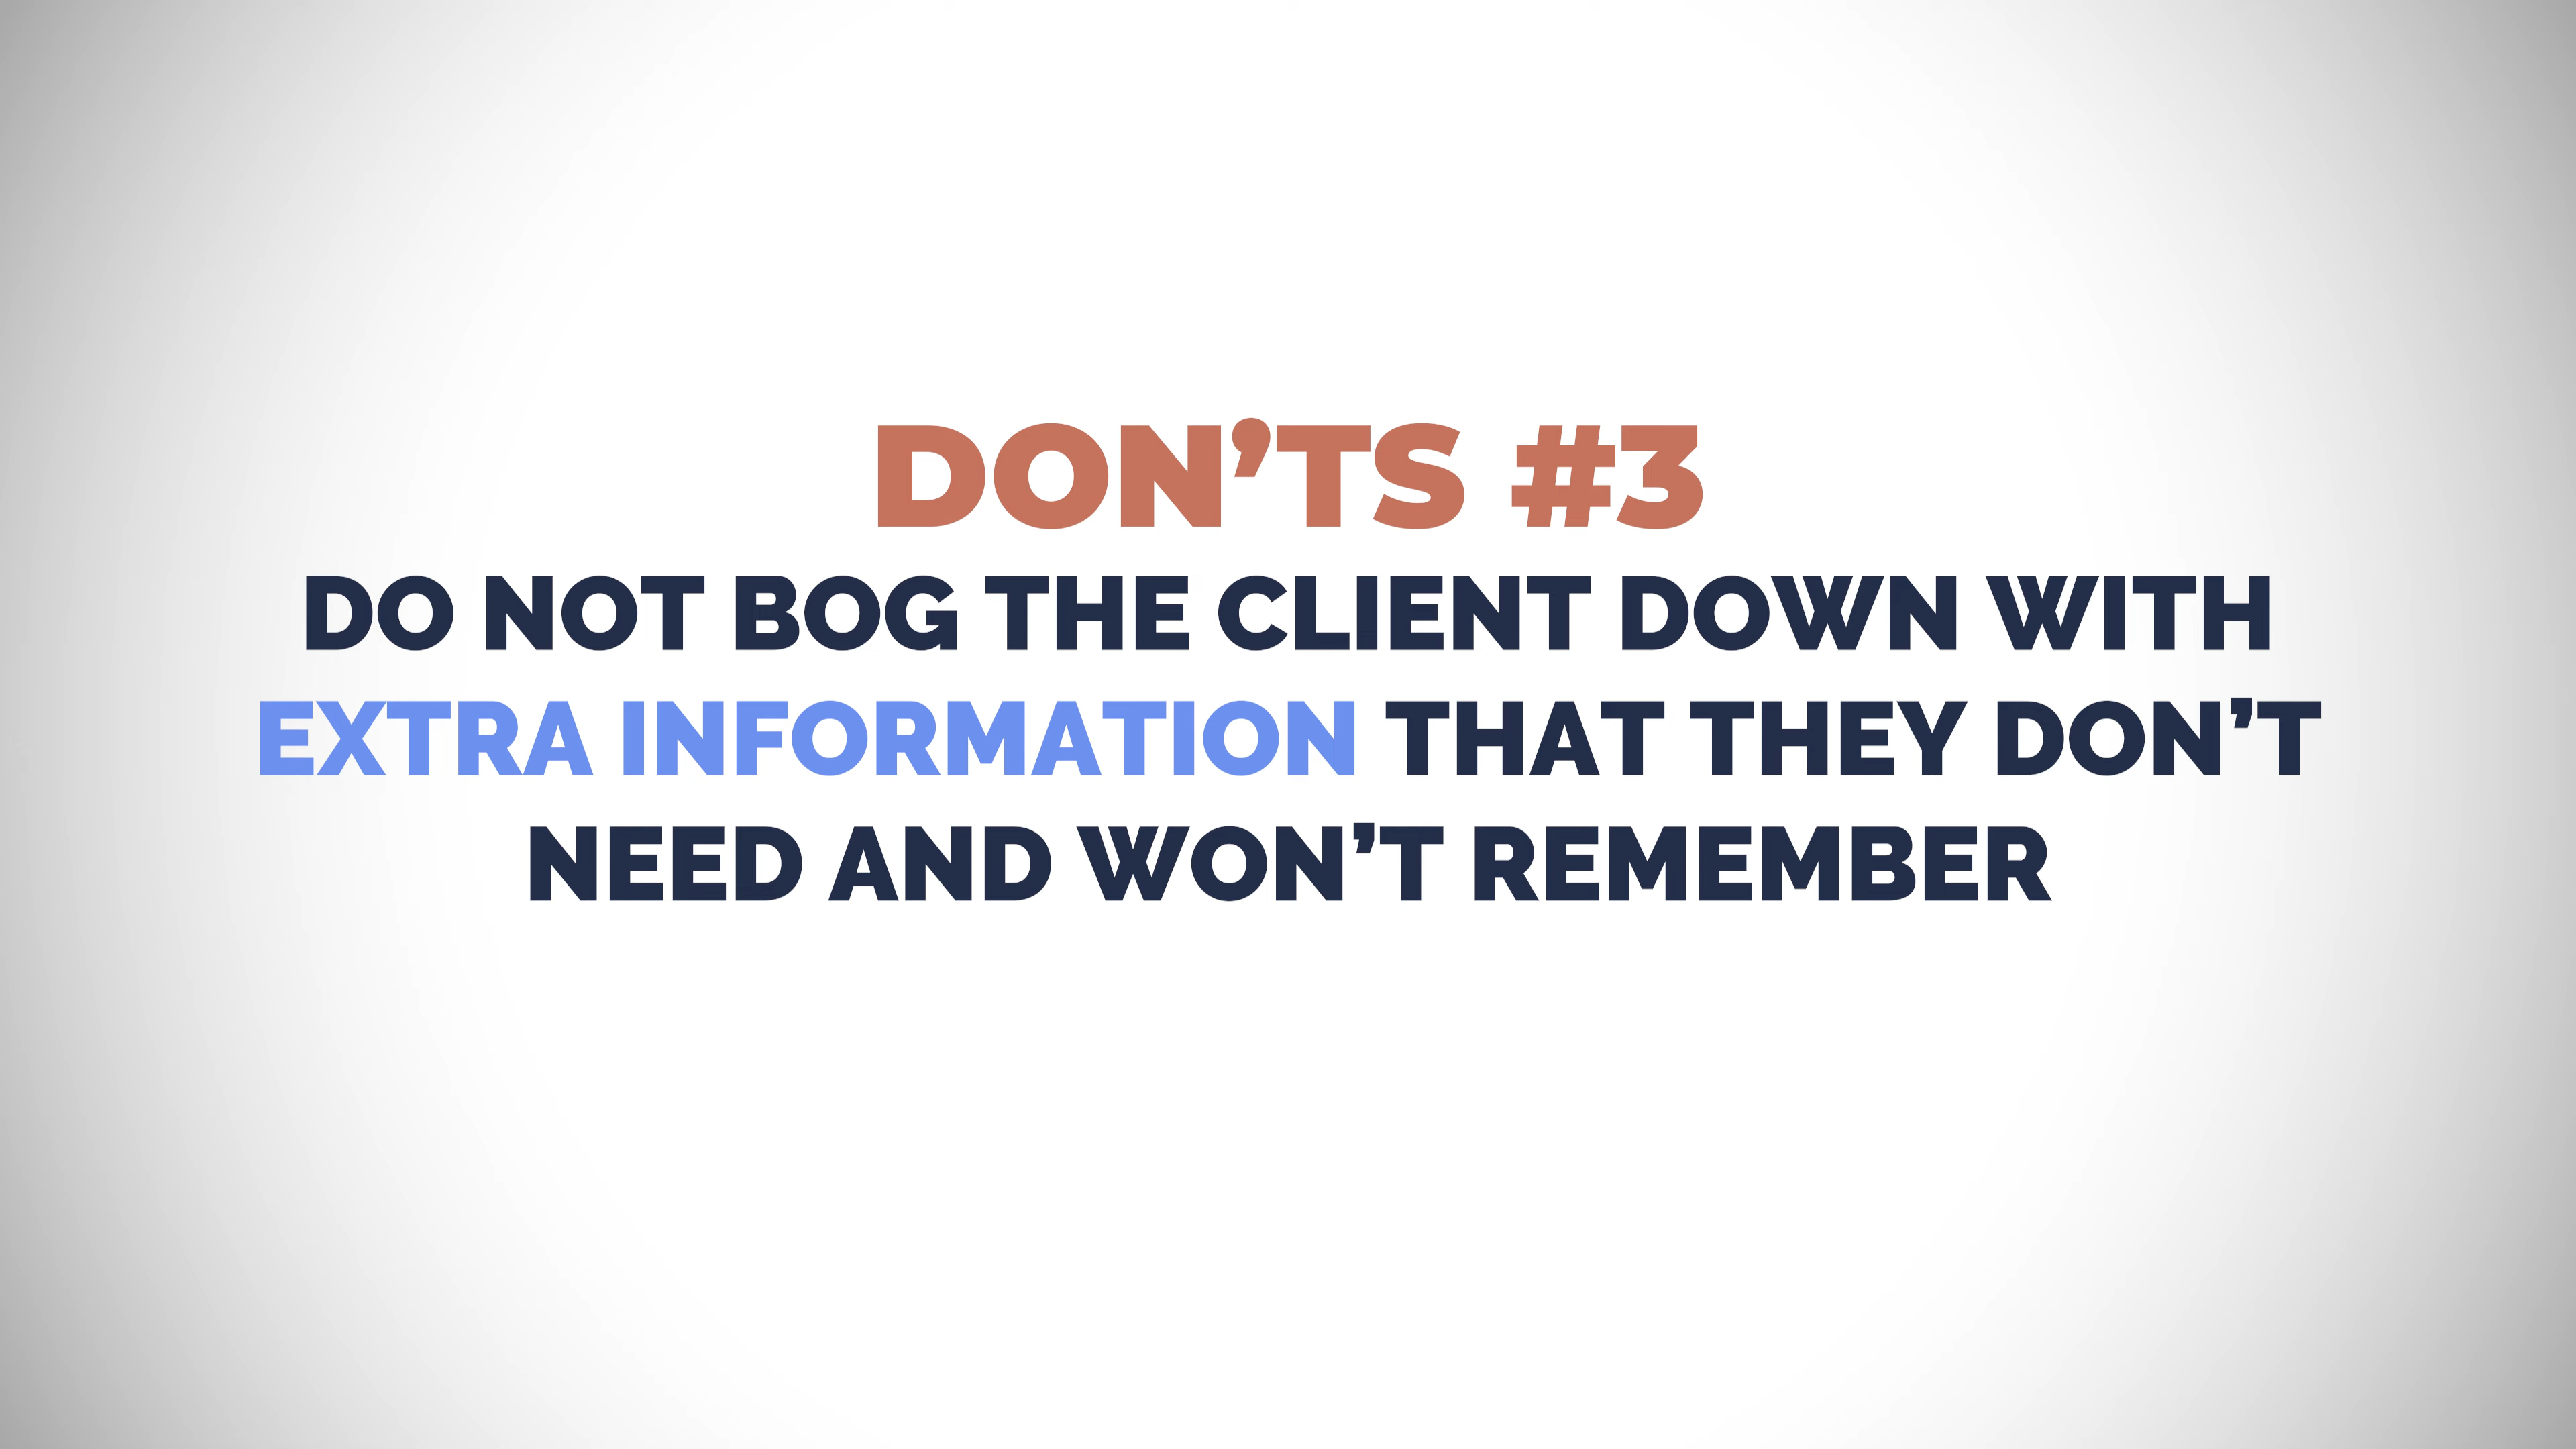 DON’TS #3
DO NOT BOG THE CLIENT DOWN WITH
EXTRA INFORMATION THAT THEY DON’T
NEED AND WON’T REMEMBER